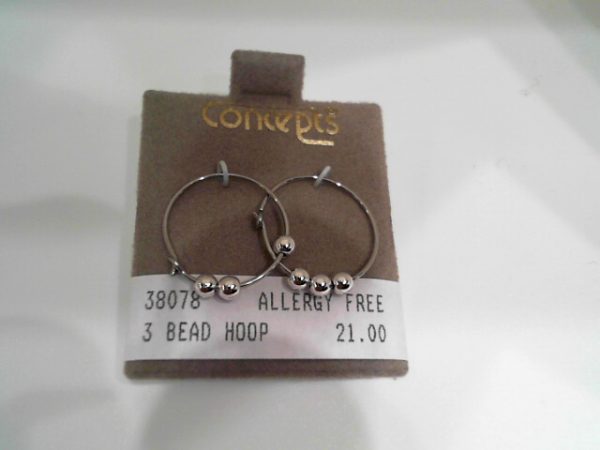 Concepts
38078 ALLERGY FREE
3 BEAD HOOP 21.00